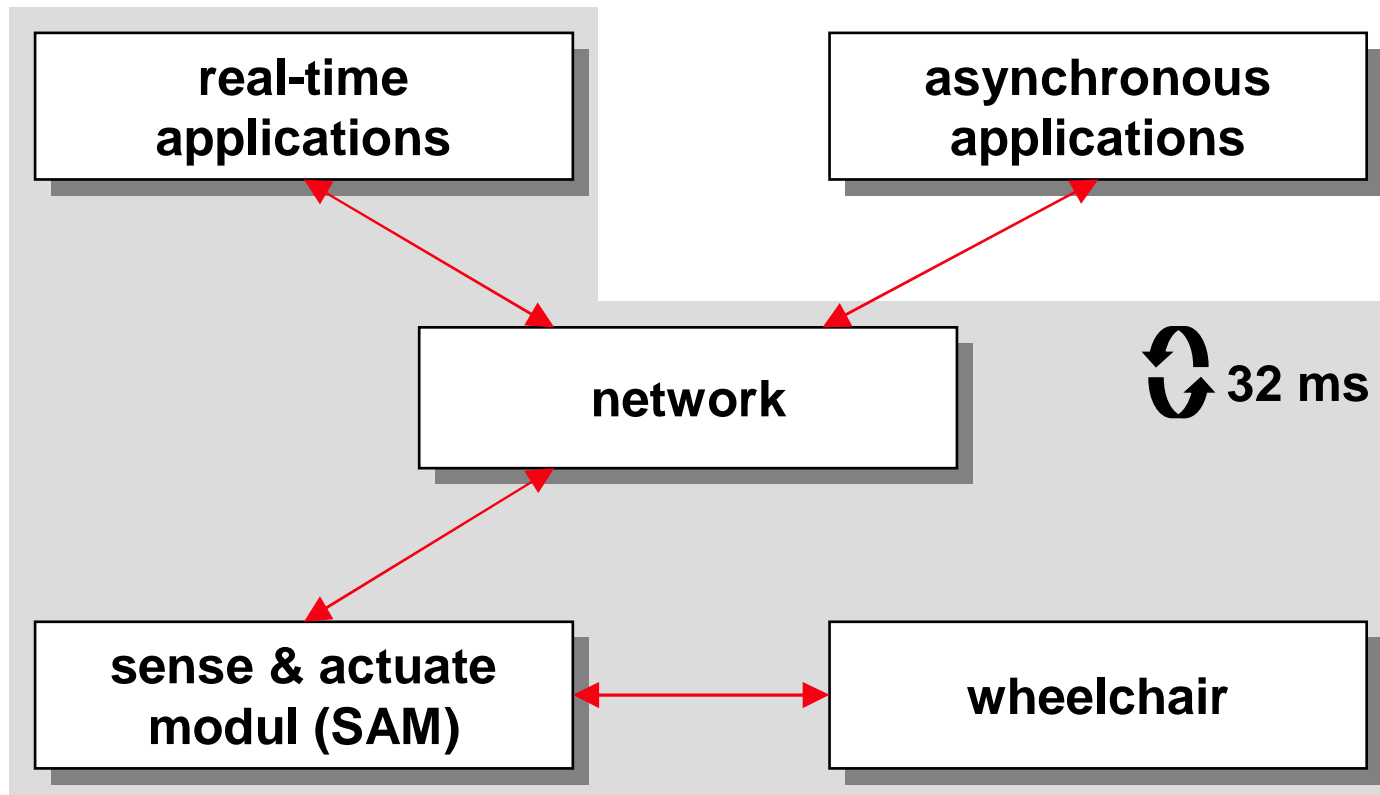 real-time
applications
asynchronous
applications
network
32 ms
sense & actuate
modul (SAM)
wheelchair